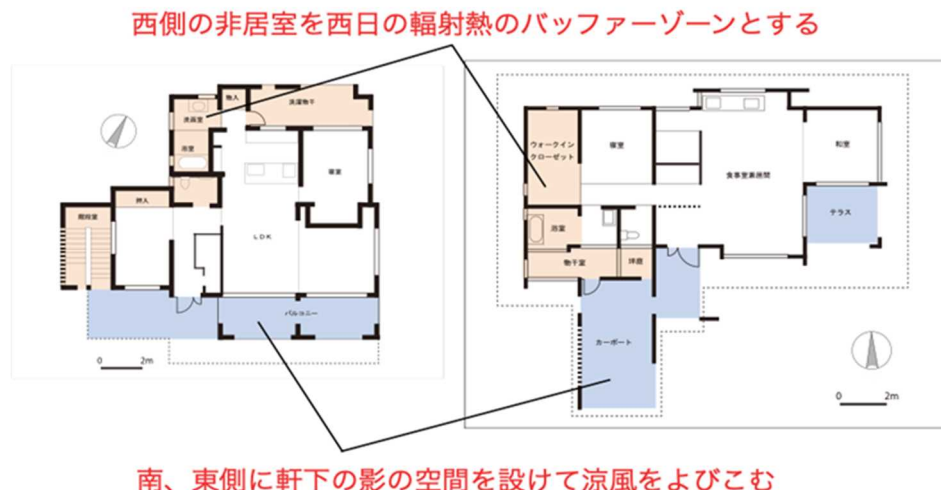 西側の非居室を西日の輻射熱のバッファーゾーンとする
物入
洗濯物干
洗面室
浴室
寝室
押入
階段室
LDK
バルコニー
0 2m
ウォークイン
クローゼット
寝室
和室
食事室兼居間
テラス
浴室
物干室
カーポート
0 2m
南、東側に軒下の影の空間を設けて涼風をよびこむ